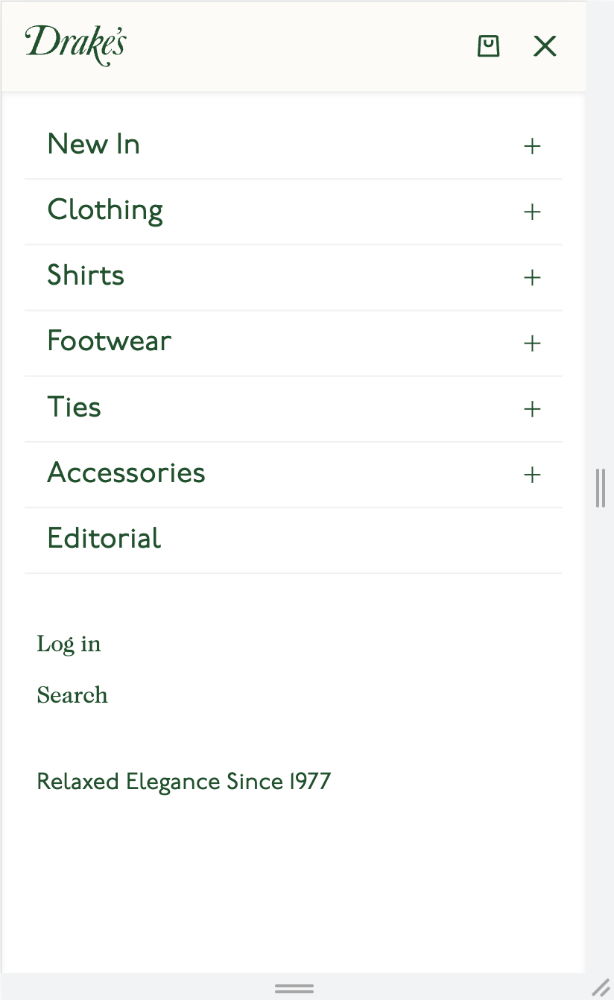 Drake's
New In
Clothing
Shirts
Footwear
Ties
Accessories
Editorial
Log in
Search
Relaxed Elegance Since 1977